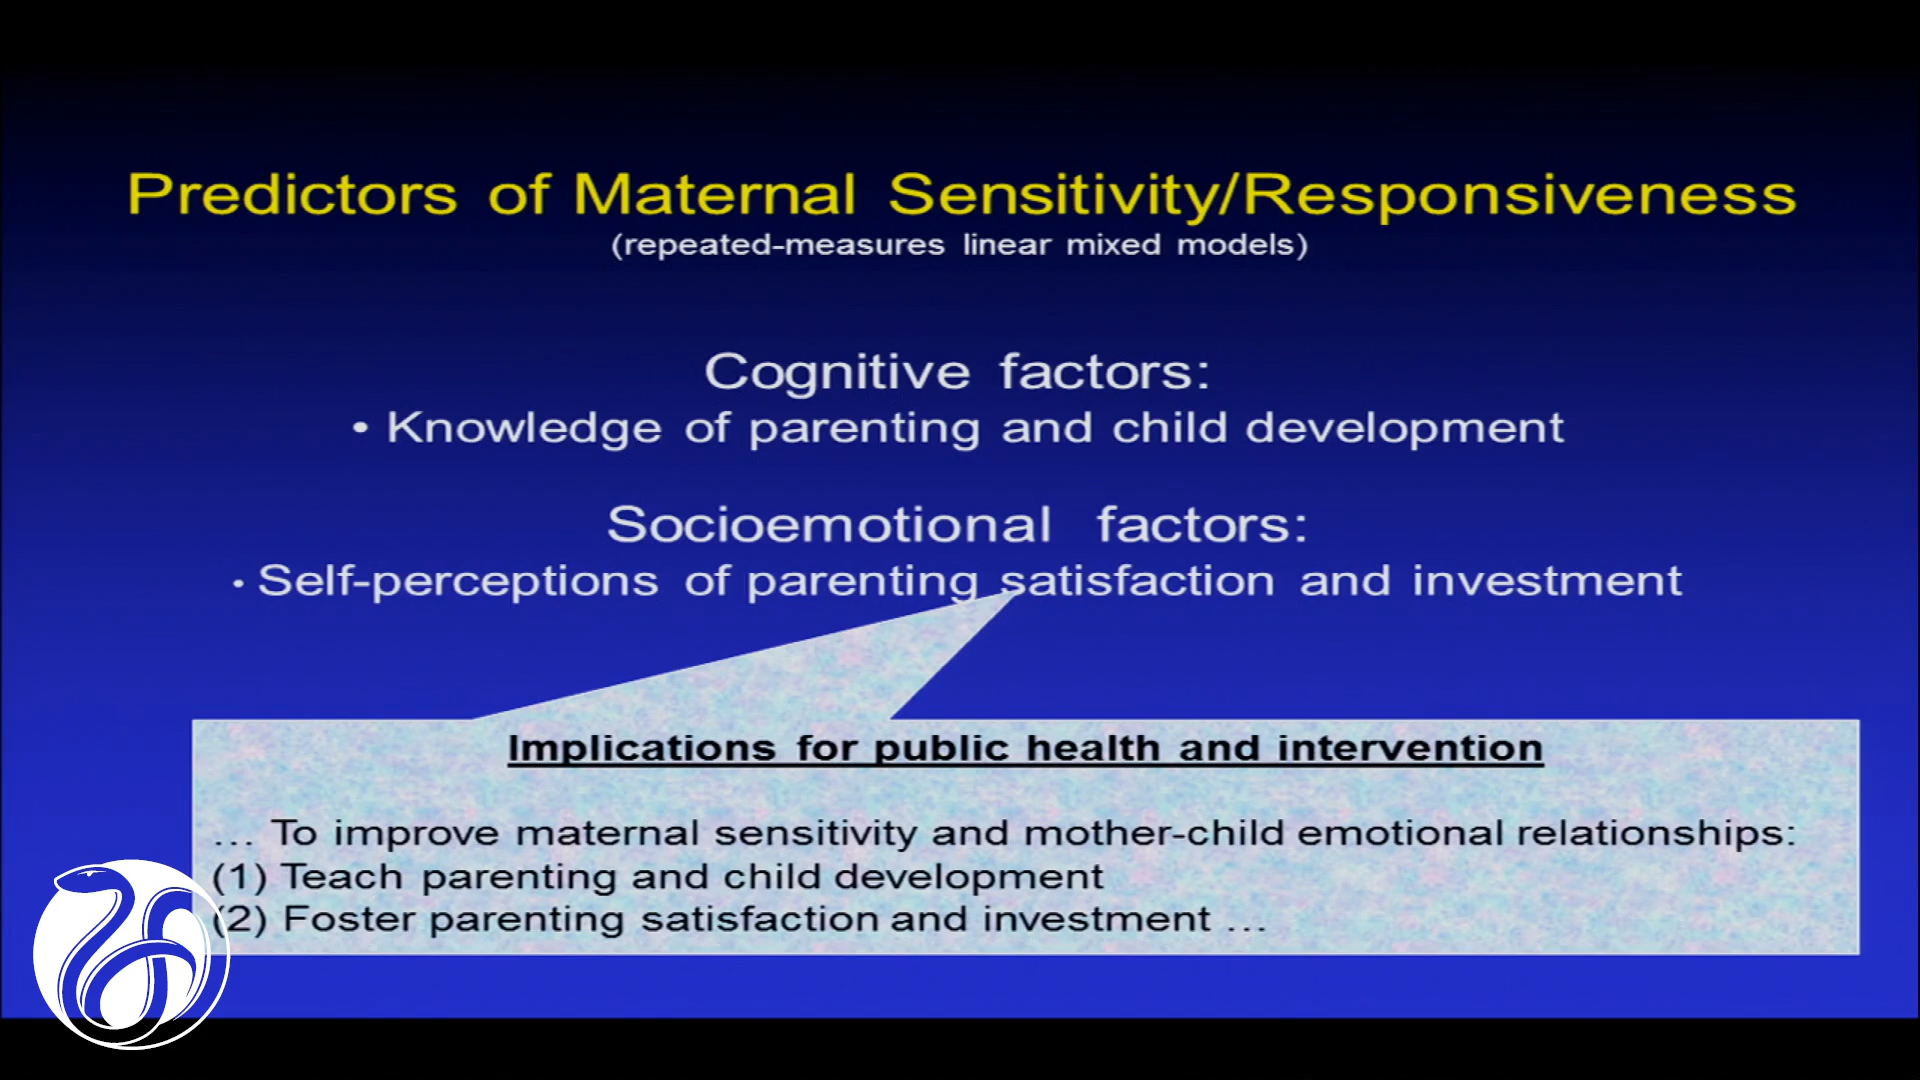 Predictors of Maternal Sensitivity/Responsiveness
(repeated-measures linear mixed models)
Cognitive factors:
• Knowledge of parenting and child development
Socioemotional factors:
• Self-perceptions of parenting satisfaction and investment
Implications for public health and intervention
… To improve maternal sensitivity and mother-child emotional relationships:
(1) Teach parenting and child development
(2) Foster parenting satisfaction and investment …